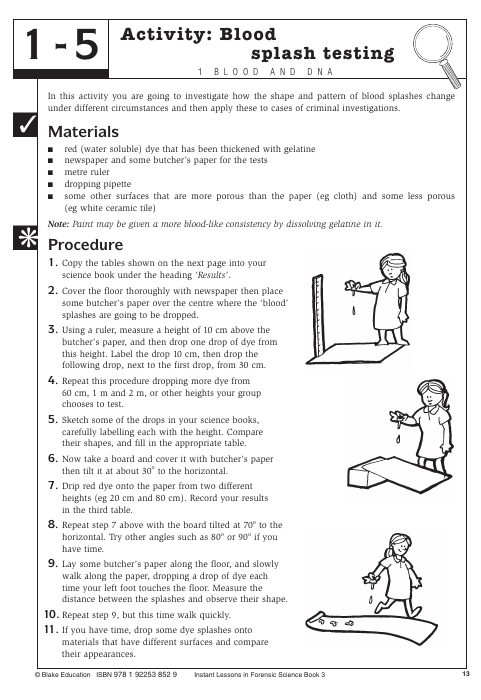 1 - 5
Activity: Blood
splash testing
1 BLOOD AND DNA
In this activity you are going to investigate how the shape and pattern of blood splashes change
under different circumstances and then apply these to cases of criminal investigations.
Materials
■ red (water soluble) dye that has been thickened with gelatine
■ newspaper and some butcher's paper for the tests
■ metre ruler
■ dropping pipette
■ some other surfaces that are more porous than the paper (eg cloth) and some less porous
(eg white ceramic tile)
Note: Paint may be given a more blood-like consistency by dissolving gelatine in it.
Procedure
1. Copy the tables shown on the next page into your
science book under the heading 'Results'.
2. Cover the floor thoroughly with newspaper then place
some butcher's paper over the centre where the 'blood'
splashes are going to be dropped.
3. Using a ruler, measure a height of 10 cm above the
butcher's paper, and then drop one drop of dye from
this height. Label the drop 10 cm, then drop the
following drop, next to the first drop, from 30 cm.
4. Repeat this procedure dropping more dye from
60 cm, 1 m and 2 m, or other heights your group
chooses to test.
5. Sketch some of the drops in your science books,
carefully labelling each with the height. Compare
their shapes, and fill in the appropriate table.
6. Now take a board and cover it with butcher's paper
then tilt it at about 30° to the horizontal.
7. Drip red dye onto the paper from two different
heights (eg 20 cm and 80 cm). Record your results
in the third table.
8. Repeat step 7 above with the board tilted at 70° to the
horizontal. Try other angles such as 80° or 90° if you
have time.
9. Lay some butcher's paper along the floor, and slowly
walk along the paper, dropping a drop of dye each
time your left foot touches the floor. Measure the
distance between the splashes and observe their shape.
10. Repeat step 9, but this time walk quickly.
11. If you have time, drop some dye splashes onto
materials that have different surfaces and compare
their appearances.
© Blake Education ISBN 978 1 92253 852 9 Instant Lessons in Forensic Science Book 3 13